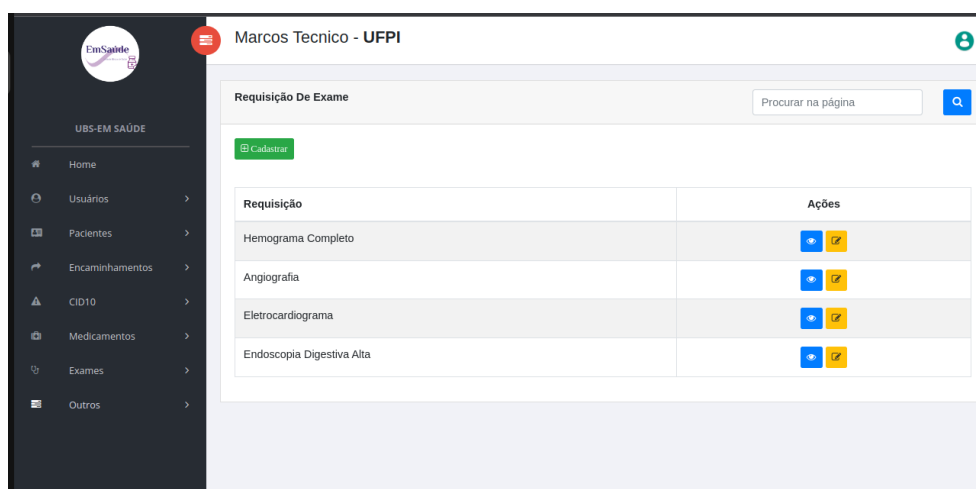 EmSaúde
Marcos Tecnico - UFPI
UBS-EM SAÚDE
Home
Usuários
Pacientes
Encaminhamentos
CID10
Medicamentos
Exames
Outros
Requisição De Exame
Procurar na página
Cadastrar
Requisição Ações
Hemograma Completo
Angiografia
Eletrocardiograma
Endoscopia Digestiva Alta